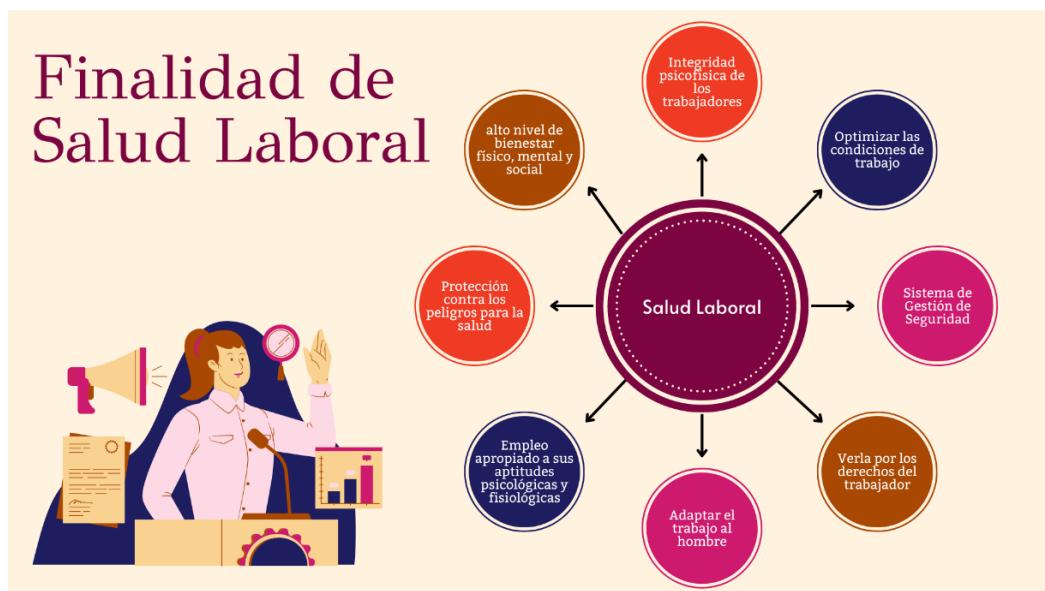 Finalidad de
Salud Laboral
Integridad
psicofísica de
los
trabajadores
Optimizar las
condiciones de
trabajo
Sistema de
Gestión de
Seguridad
Verla por los
derechos del
trabajador
Adaptar el
trabajo al
hombre
Empleo
apropiado a sus
aptitudes
psicológicas y
fisiológicas
Protección
contra los
peligros para la
salud
alto nivel de
bienestar
físico, mental y
social
Salud Laboral